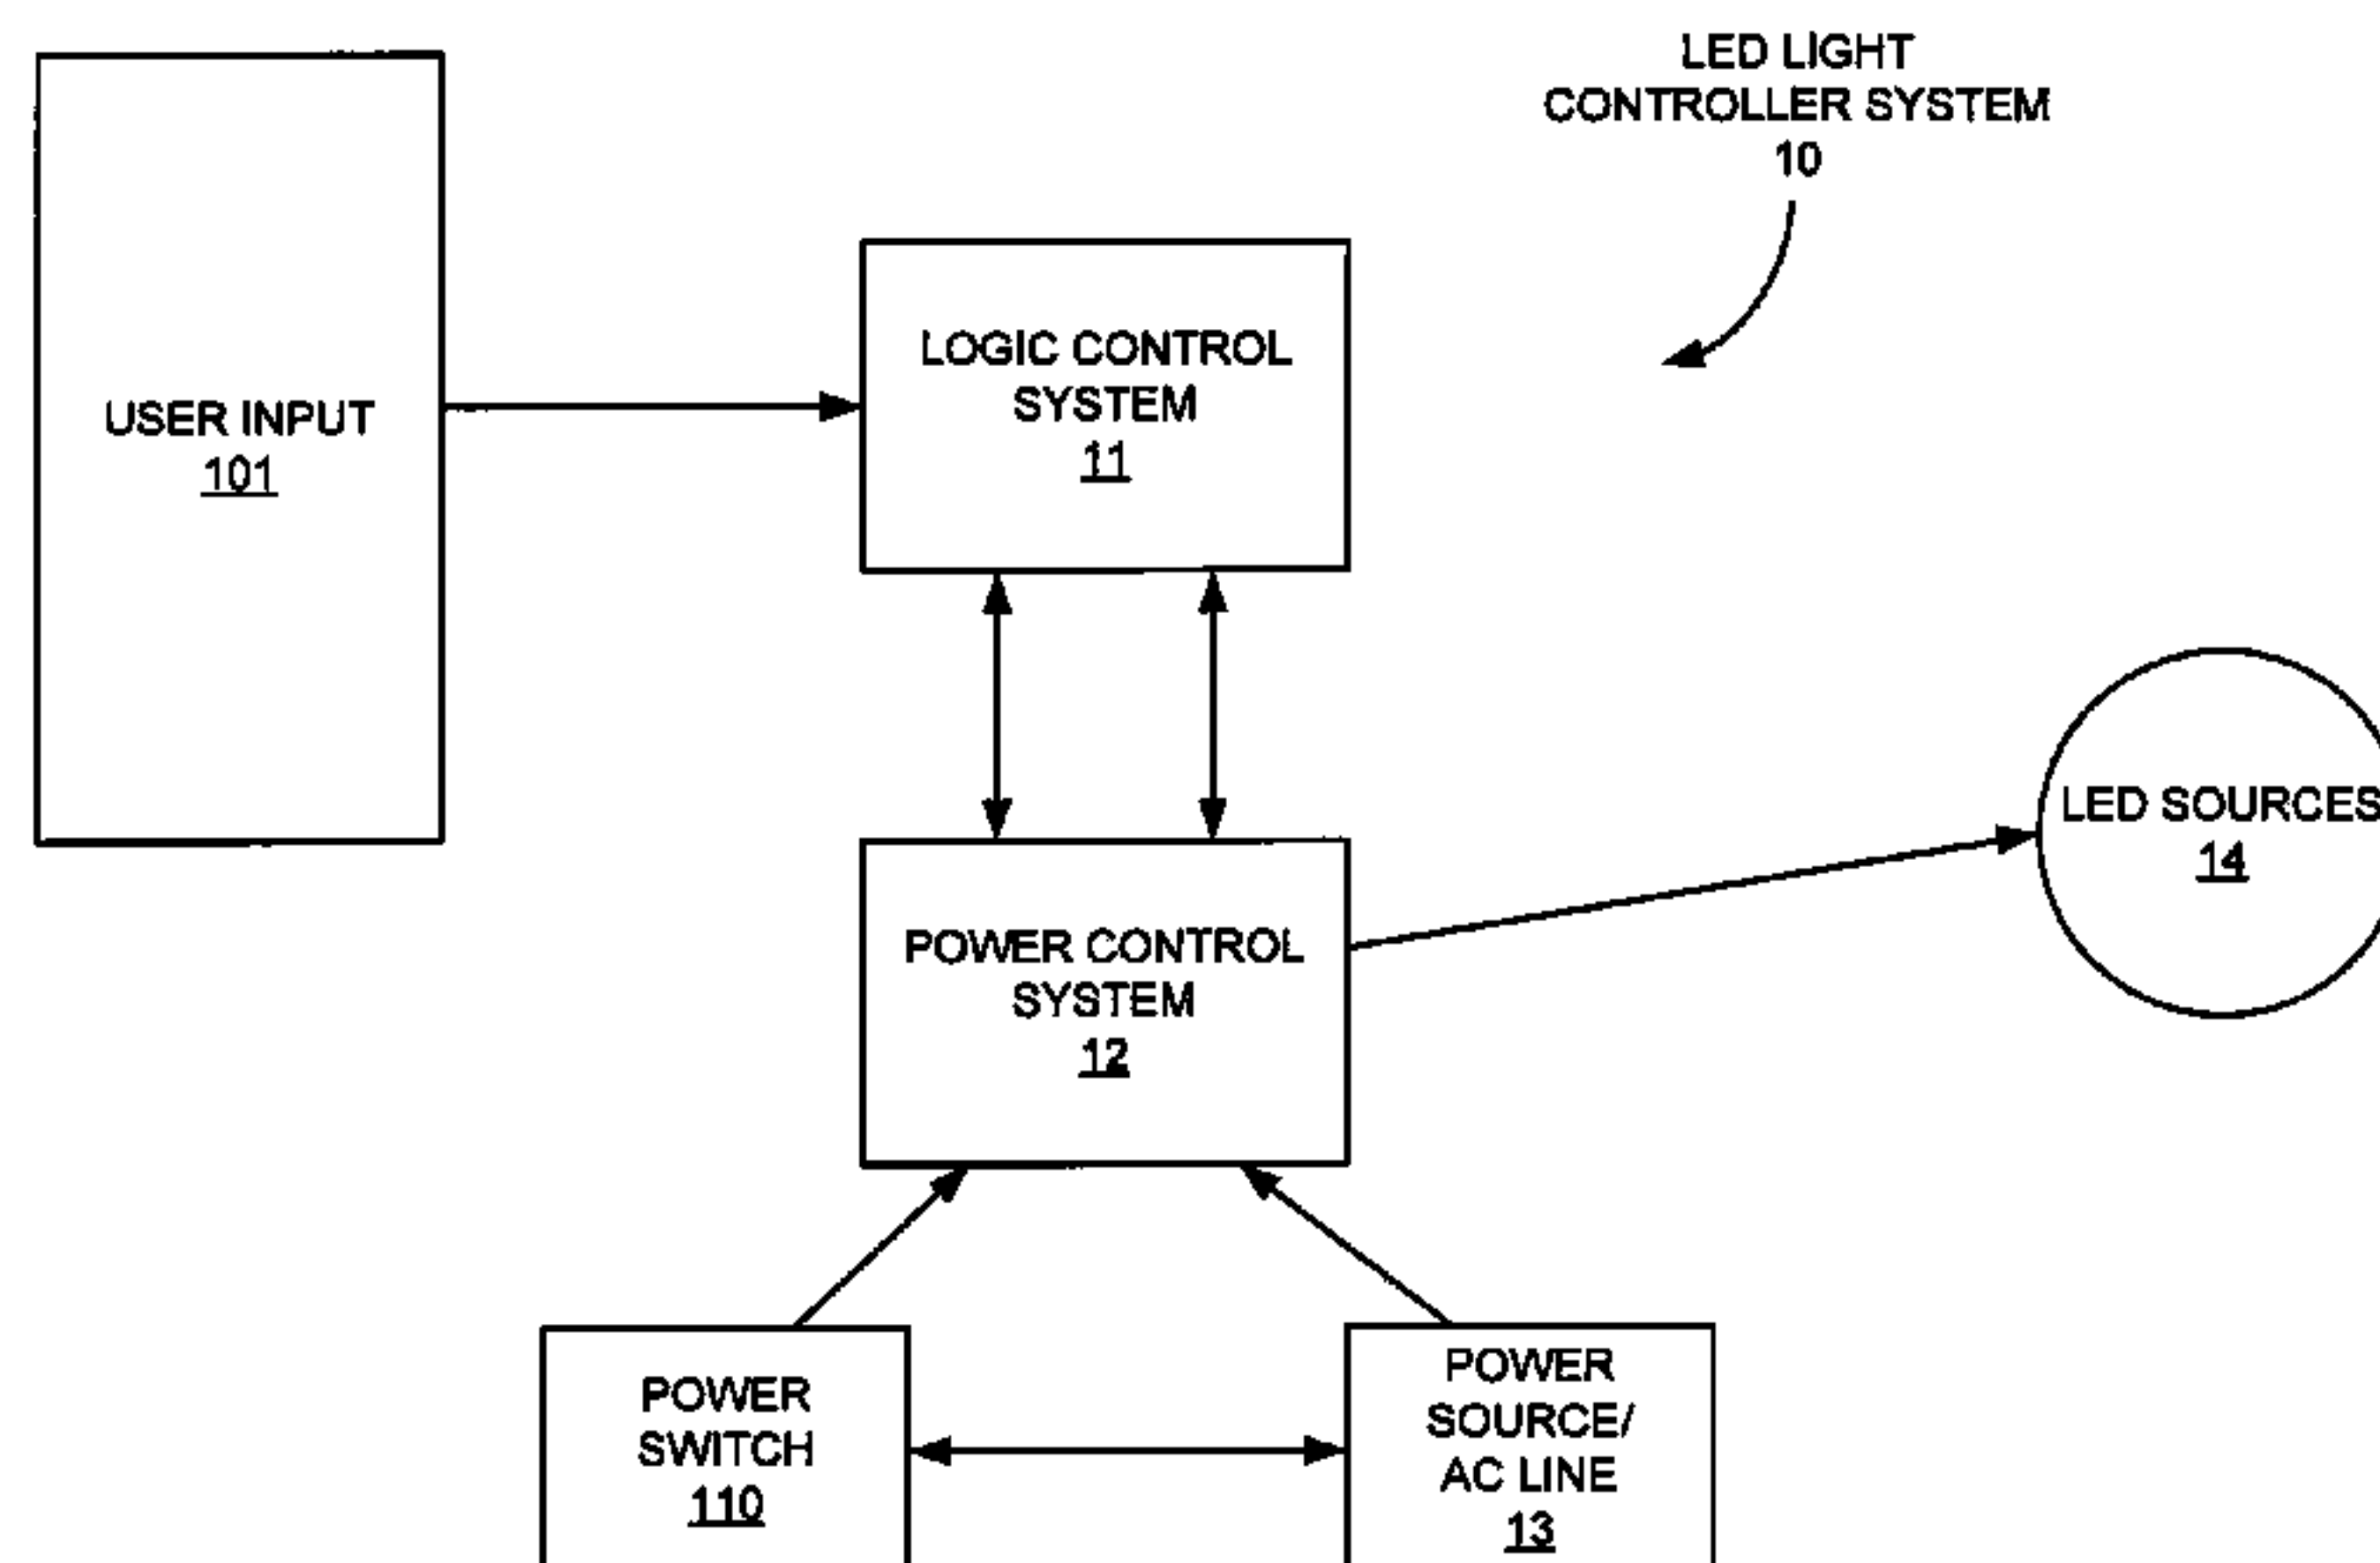 LED LIGHT
CONTROLLER SYSTEM
10
LOGIC CONTROL
SYSTEM
11
USER INPUT
101
LED SOURCES
14
POWER CONTROL
SYSTEM
12
POWER
SWITCH
110
POWER
SOURCE/
AC LINE
13